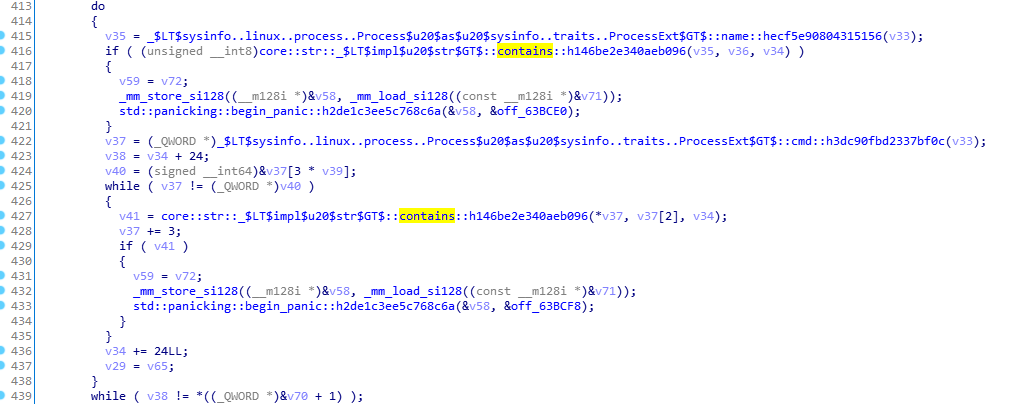 413 do
414 {
415 v35 = _$LT$sysinfo..linux..process..Process$u20$as$u20$sysinfo..traits..ProcessExt$GT$::name::hecf5e90804315156(v33);
416 if ( (unsigned __int8)core::str::_$LT$impl$u20$str$GT$::contains::h146be2e340aeb096(v35, v36, v34) )
417 {
418 v59 = v72;
419 _mm_store_si128((__m128i *)&v58, _mm_load_si128((const __m128i *)&v71));
420 std::panicking::begin_panic::h2de1c3ee5c768c6a(&v58, &off_63BCE0);
421 }
422 v37 = (_QWORD *)_$LT$sysinfo..linux..process..Process$u20$as$u20$sysinfo..traits..ProcessExt$GT$::cmd::h3dc90fbd2337bf0c(v33);
423 v38 = v34 + 24;
424 v40 = (signed __int64)&v37[3 * v39];
425 while ( v37 != (_QWORD *)v40 )
426 {
427 v41 = core::str::_$LT$impl$u20$str$GT$::contains::h146be2e340aeb096(*v37, v37[2], v34);
428 v37 += 3;
429 if ( v41 )
430 {
431 v59 = v72;
432 _mm_store_si128((__m128i *)&v58, _mm_load_si128((const __m128i *)&v71));
433 std::panicking::begin_panic::h2de1c3ee5c768c6a(&v58, &off_63BCF8);
434 }
435 }
436 v34 += 24LL;
437 v29 = v65;
438 }
439 while ( v38 != *((_QWORD *)&v70 + 1) );